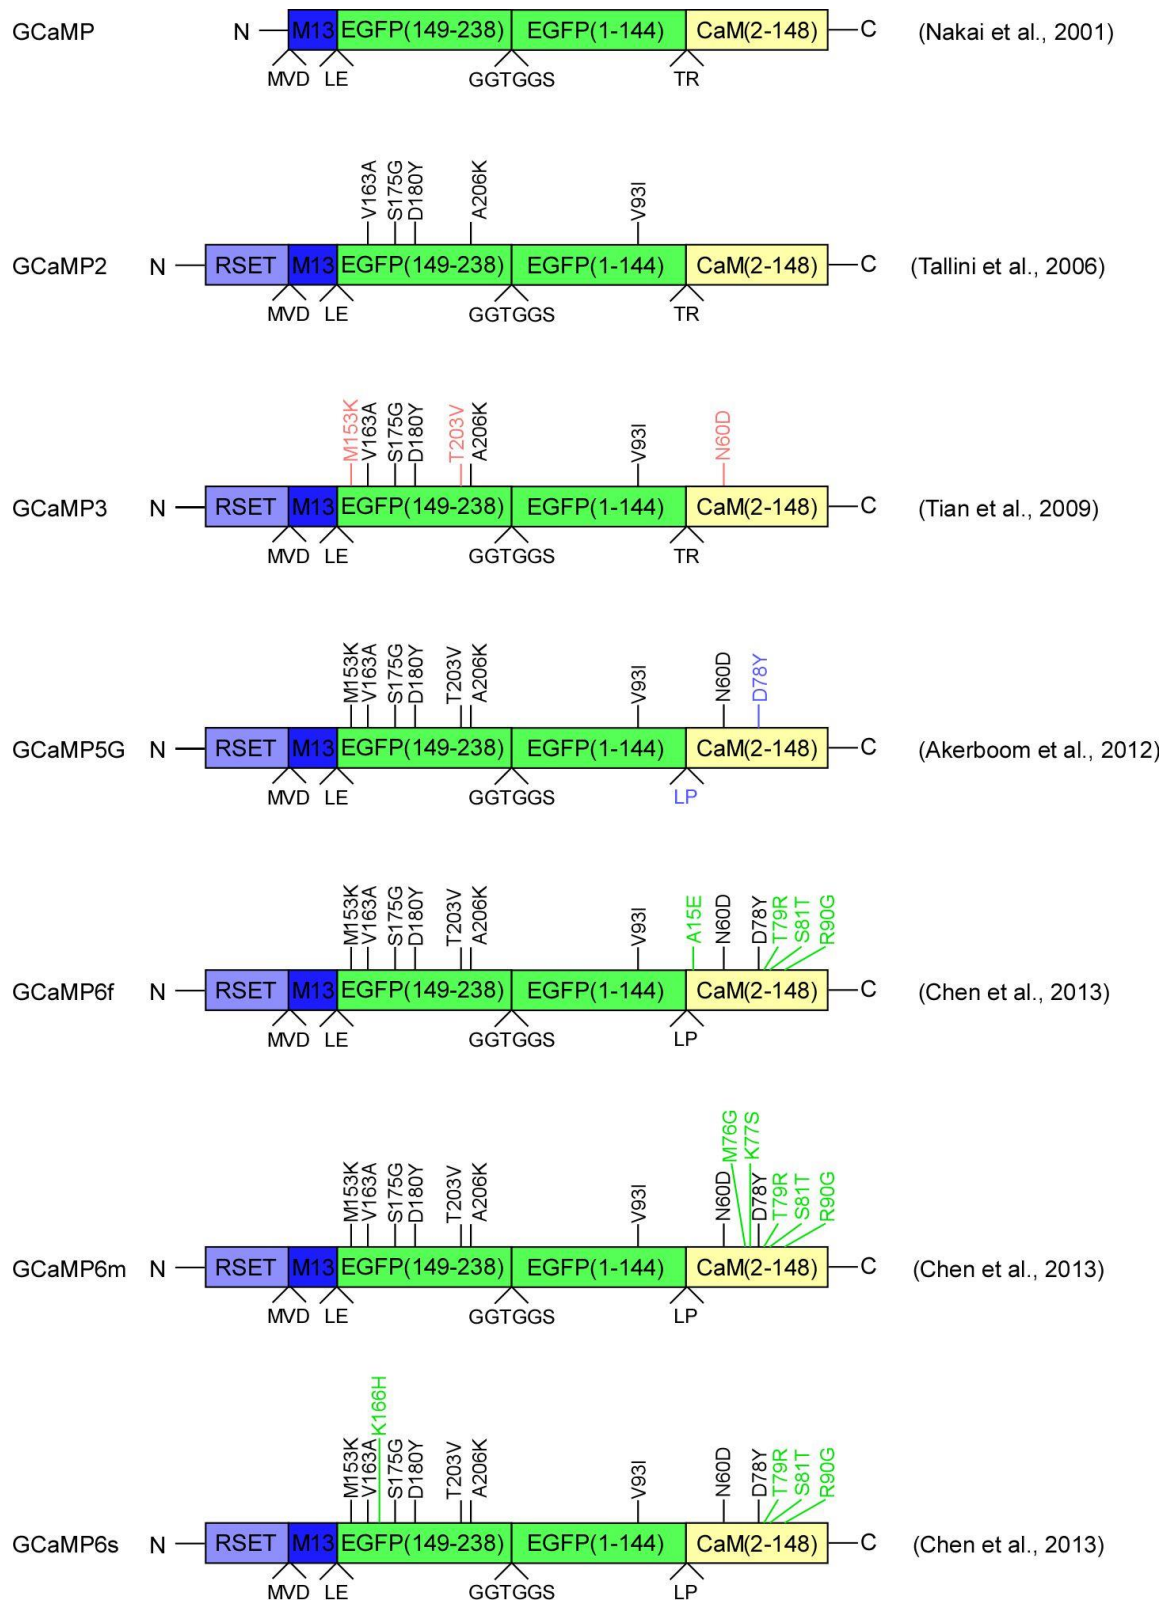 GCaMP N M13 EGFP(149-238) EGFP(1-144) CaM(2-148) C (Nakai et al., 2001)
MVD LE GGTGGS TR
V163A S175G D180Y A206K V93I
GCaMP2 N RSET M13 EGFP(149-238) EGFP(1-144) CaM(2-148) C (Tallini et al., 2006)
MVD LE GGTGGS TR
M153K V163A S175G D180Y T203V A206K V93I N60D
GCaMP3 N RSET M13 EGFP(149-238) EGFP(1-144) CaM(2-148) C (Tian et al., 2009)
MVD LE GGTGGS TR
M153K V163A S175G D180Y T203V A206K V93I N60D D78Y
GCaMP5G N RSET M13 EGFP(149-238) EGFP(1-144) CaM(2-148) C (Akerboom et al., 2012)
MVD LE GGTGGS LP
M153K V163A S175G D180Y T203V A206K V93I A15E N60D D78Y T79R S81T R90G
GCaMP6f N RSET M13 EGFP(149-238) EGFP(1-144) CaM(2-148) C (Chen et al., 2013)
MVD LE GGTGGS LP
M76G K77S
M153K V163A S175G D180Y T203V A206K V93I N60D D78Y T79R S81T R90G
GCaMP6m N RSET M13 EGFP(149-238) EGFP(1-144) CaM(2-148) C (Chen et al., 2013)
MVD LE GGTGGS LP
K166H
M153K V163A S175G D180Y T203V A206K V93I N60D D78Y T79R S81T R90G
GCaMP6s N RSET M13 EGFP(149-238) EGFP(1-144) CaM(2-148) C (Chen et al., 2013)
MVD LE GGTGGS LP